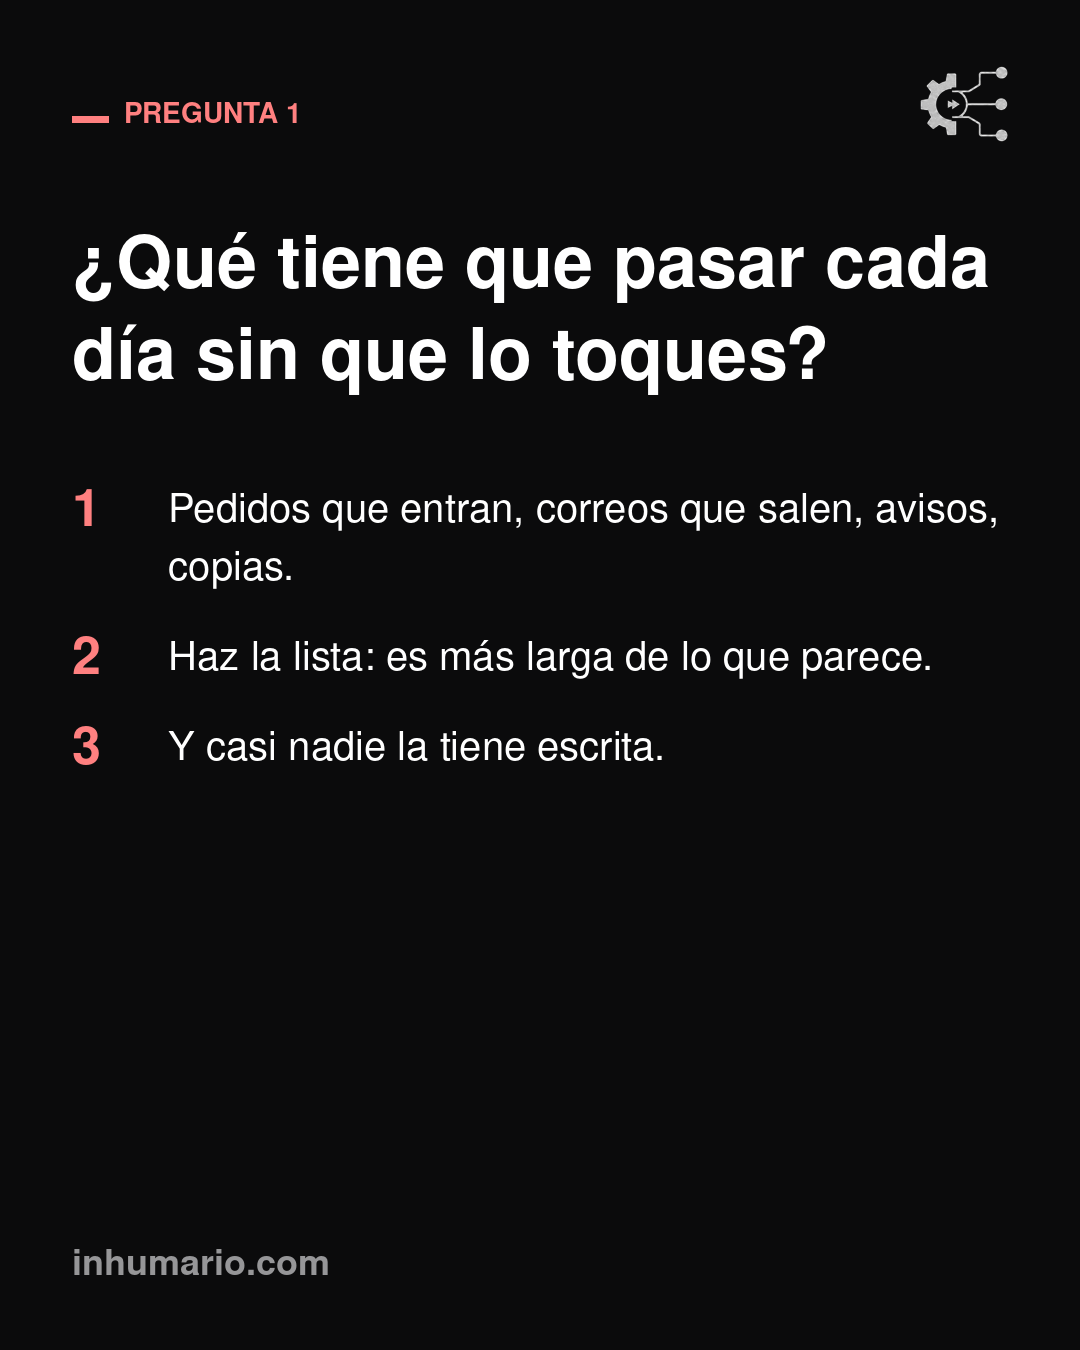 PREGUNTA 1
¿Qué tiene que pasar cada
día sin que lo toques?
1 Pedidos que entran, correos que salen, avisos,
copias.
2 Haz la lista: es más larga de lo que parece.
3 Y casi nadie la tiene escrita.
inhumario.com